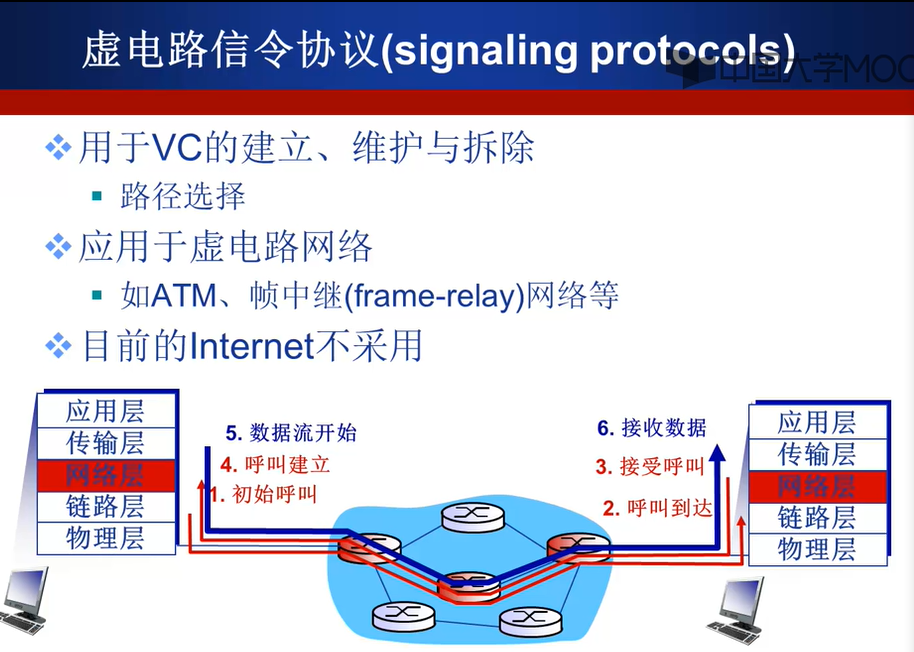 虚电路信令协议(signaling protocols)
中国大学MOO
用于VC的建立、维护与拆除
路径选择
应用于虚电路网络
如ATM、帧中继(frame-relay)网络等
目前的Internet不采用
应用层
传输层
网络层
链路层
物理层
5. 数据流开始
4. 呼叫建立
1. 初始呼叫
6. 接收数据
3. 接受呼叫
2. 呼叫到达
应用层
传输层
网络层
链路层
物理层